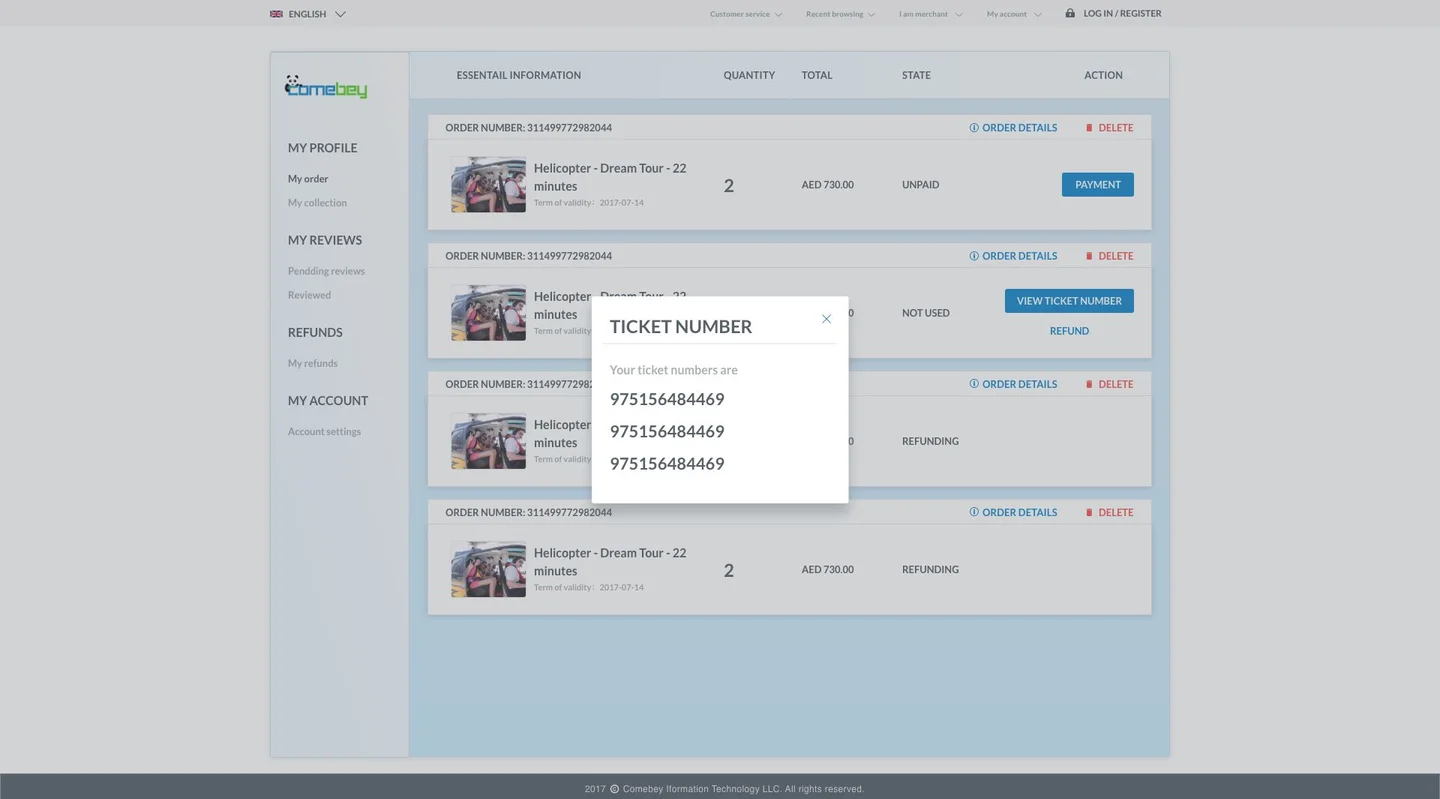 ENGLISH
Customer service
Recent browsing
I am merchant
My account
LOG IN / REGISTER
comebey
MY PROFILE
My order
My collection
MY REVIEWS
Pendding reviews
Reviewed
REFUNDS
My refunds
MY ACCOUNT
Account settings
ESSENTAIL INFORMATION
QUANTITY
TOTAL
STATE
ACTION
ORDER NUMBER: 311499772982044
ORDER DETAILS
DELETE
Helicopter - Dream Tour - 22
minutes
Term of validity: 2017-07-14
2
AED 730.00
UNPAID
PAYMENT
ORDER NUMBER: 311499772982044
ORDER DETAILS
DELETE
Helicopter - Dream Tour - 22
minutes
Term of validity
0
NOT USED
VIEW TICKET NUMBER
REFUND
TICKET NUMBER
Your ticket numbers are
975156484469
975156484469
975156484469
ORDER NUMBER: 311499772982
ORDER DETAILS
DELETE
Helicopter
minutes
Term of validity
0
REFUNDING
ORDER NUMBER: 311499772982044
ORDER DETAILS
DELETE
Helicopter - Dream Tour - 22
minutes
Term of validity: 2017-07-14
2
AED 730.00
REFUNDING
2017 © Comebey Iformation Technology LLC. All rights reserved.